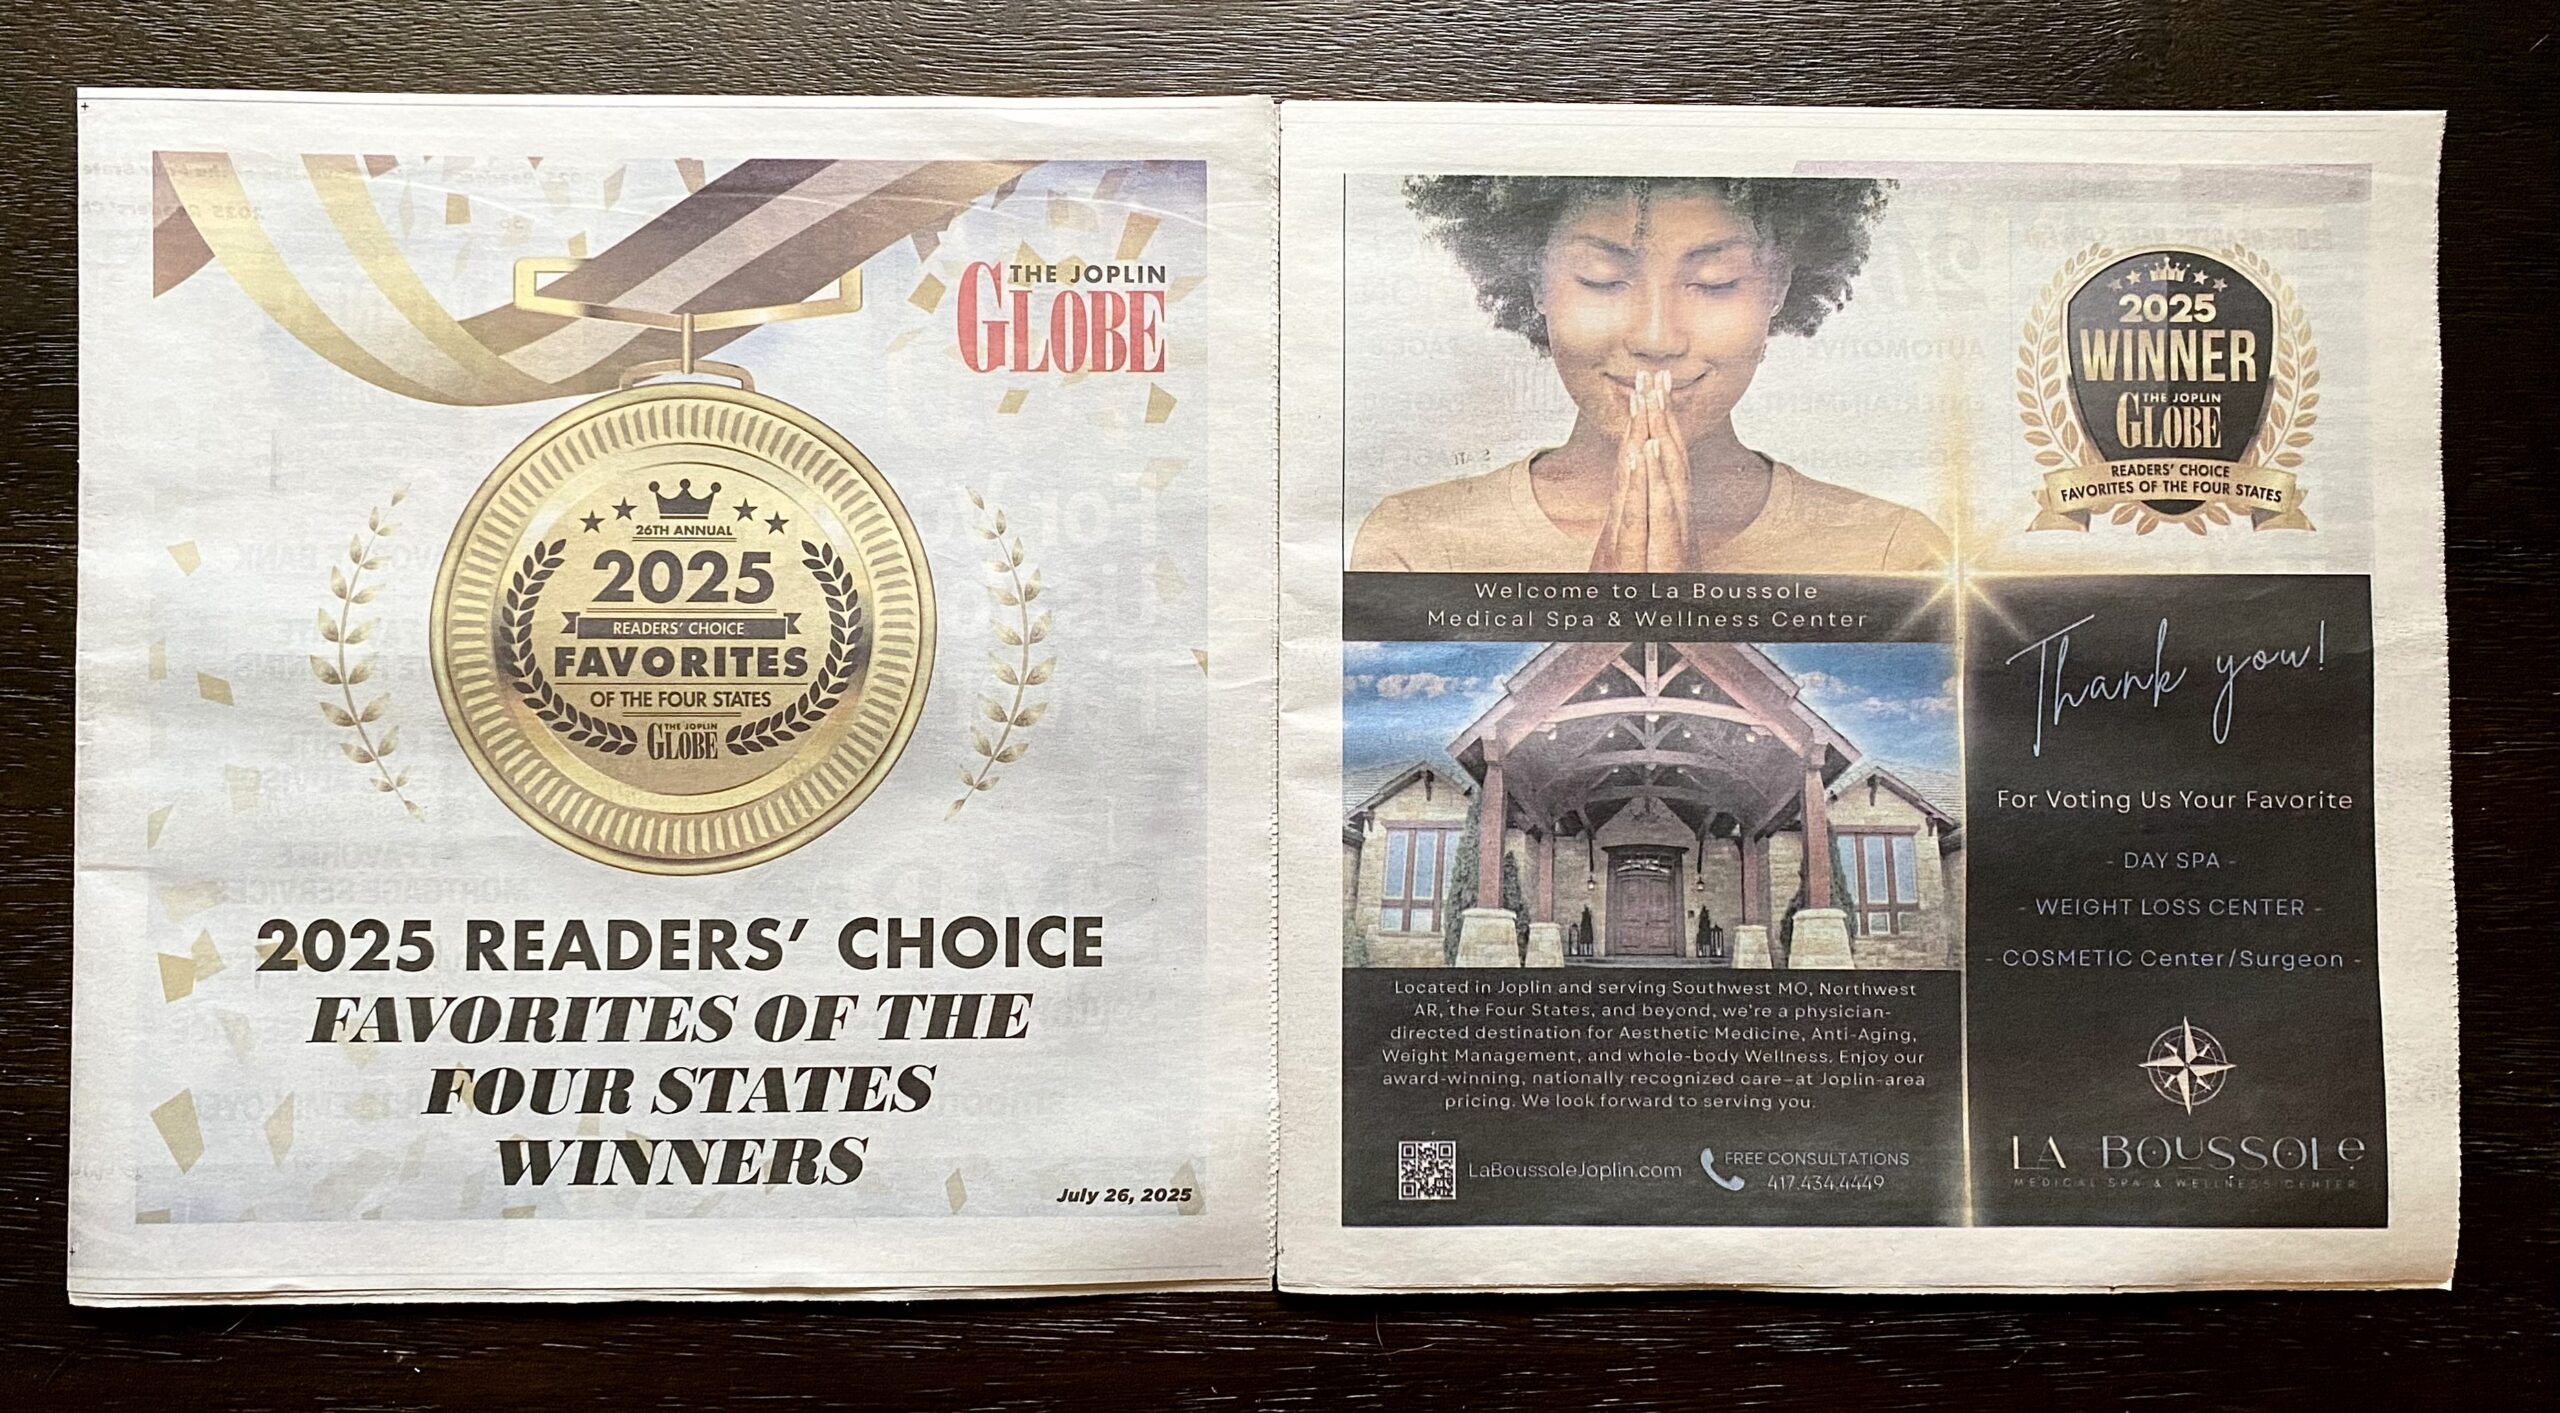 THE JOPLIN
GLOBE
26TH ANNUAL
2025
READERS' CHOICE
FAVORITES
OF THE FOUR STATES
THE JOPLIN
GLOBE
2025 READERS' CHOICE
FAVORITES OF THE
FOUR STATES
WINNERS
July 26, 2025
2025
WINNER
THE JOPLIN
GLOBE
READERS' CHOICE
FAVORITES OF THE FOUR STATES
Welcome to La Boussole
Medical Spa & Wellness Center
Located in Joplin and serving Southwest MO, Northwest
AR, the Four States, and beyond, we're a physician-
directed destination for Aesthetic Medicine, Anti-Aging,
Weight Management, and whole-body Wellness. Enjoy our
award-winning, nationally recognized care—at Joplin-area
pricing. We look forward to serving you.
LaBoussoleJoplin.com
FREE CONSULTATIONS
417.434.4449
Thank you!
For Voting Us Your Favorite
- DAY SPA -
- WEIGHT LOSS CENTER -
- COSMETIC Center/Surgeon -
LA BOUSSOLe
MEDICAL SPA & WELLNESS CENTER